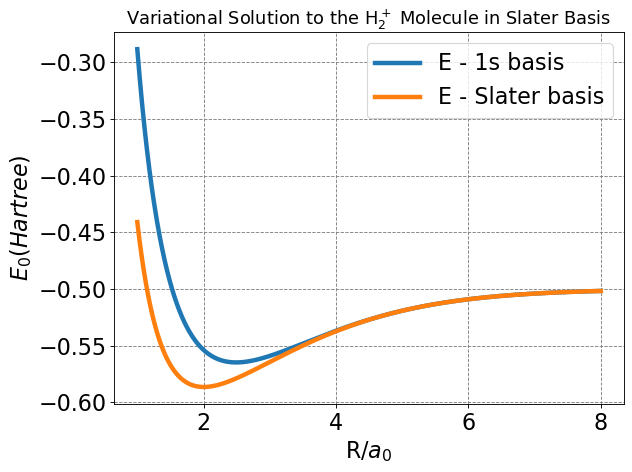 Variational Solution to the H₂⁺ Molecule in Slater Basis
E - 1s basis
E - Slater basis
E₀(Hartree)
−0.30
−0.35
−0.40
−0.45
−0.50
−0.55
−0.60
2 4 6 8
R/a₀